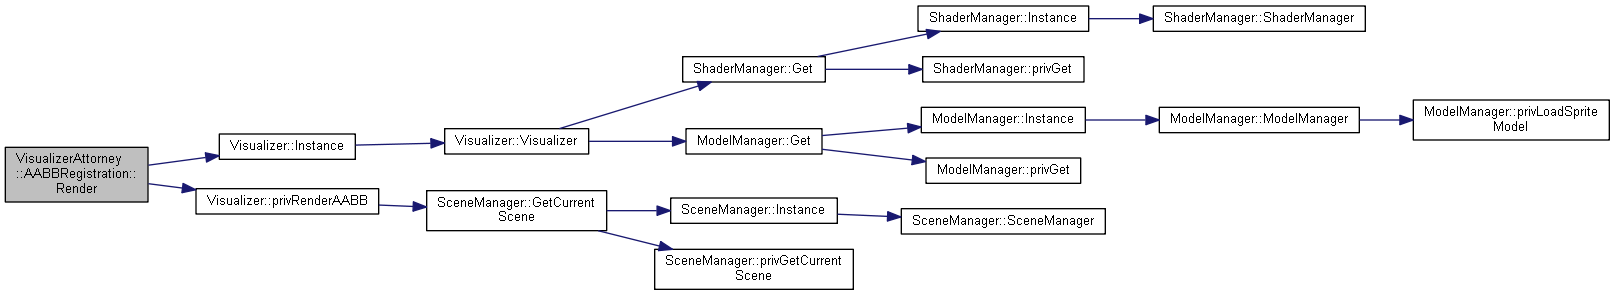 VisualizerAttorney
::AABBRegistration::
Render
Visualizer::Instance
Visualizer::privRenderAABB
Visualizer::Visualizer
SceneManager::GetCurrent
Scene
ShaderManager::Get
ModelManager::Get
SceneManager::Instance
SceneManager::privGetCurrent
Scene
ShaderManager::Instance
ShaderManager::privGet
ModelManager::Instance
ModelManager::privGet
SceneManager::SceneManager
ShaderManager::ShaderManager
ModelManager::ModelManager
ModelManager::privLoadSprite
Model